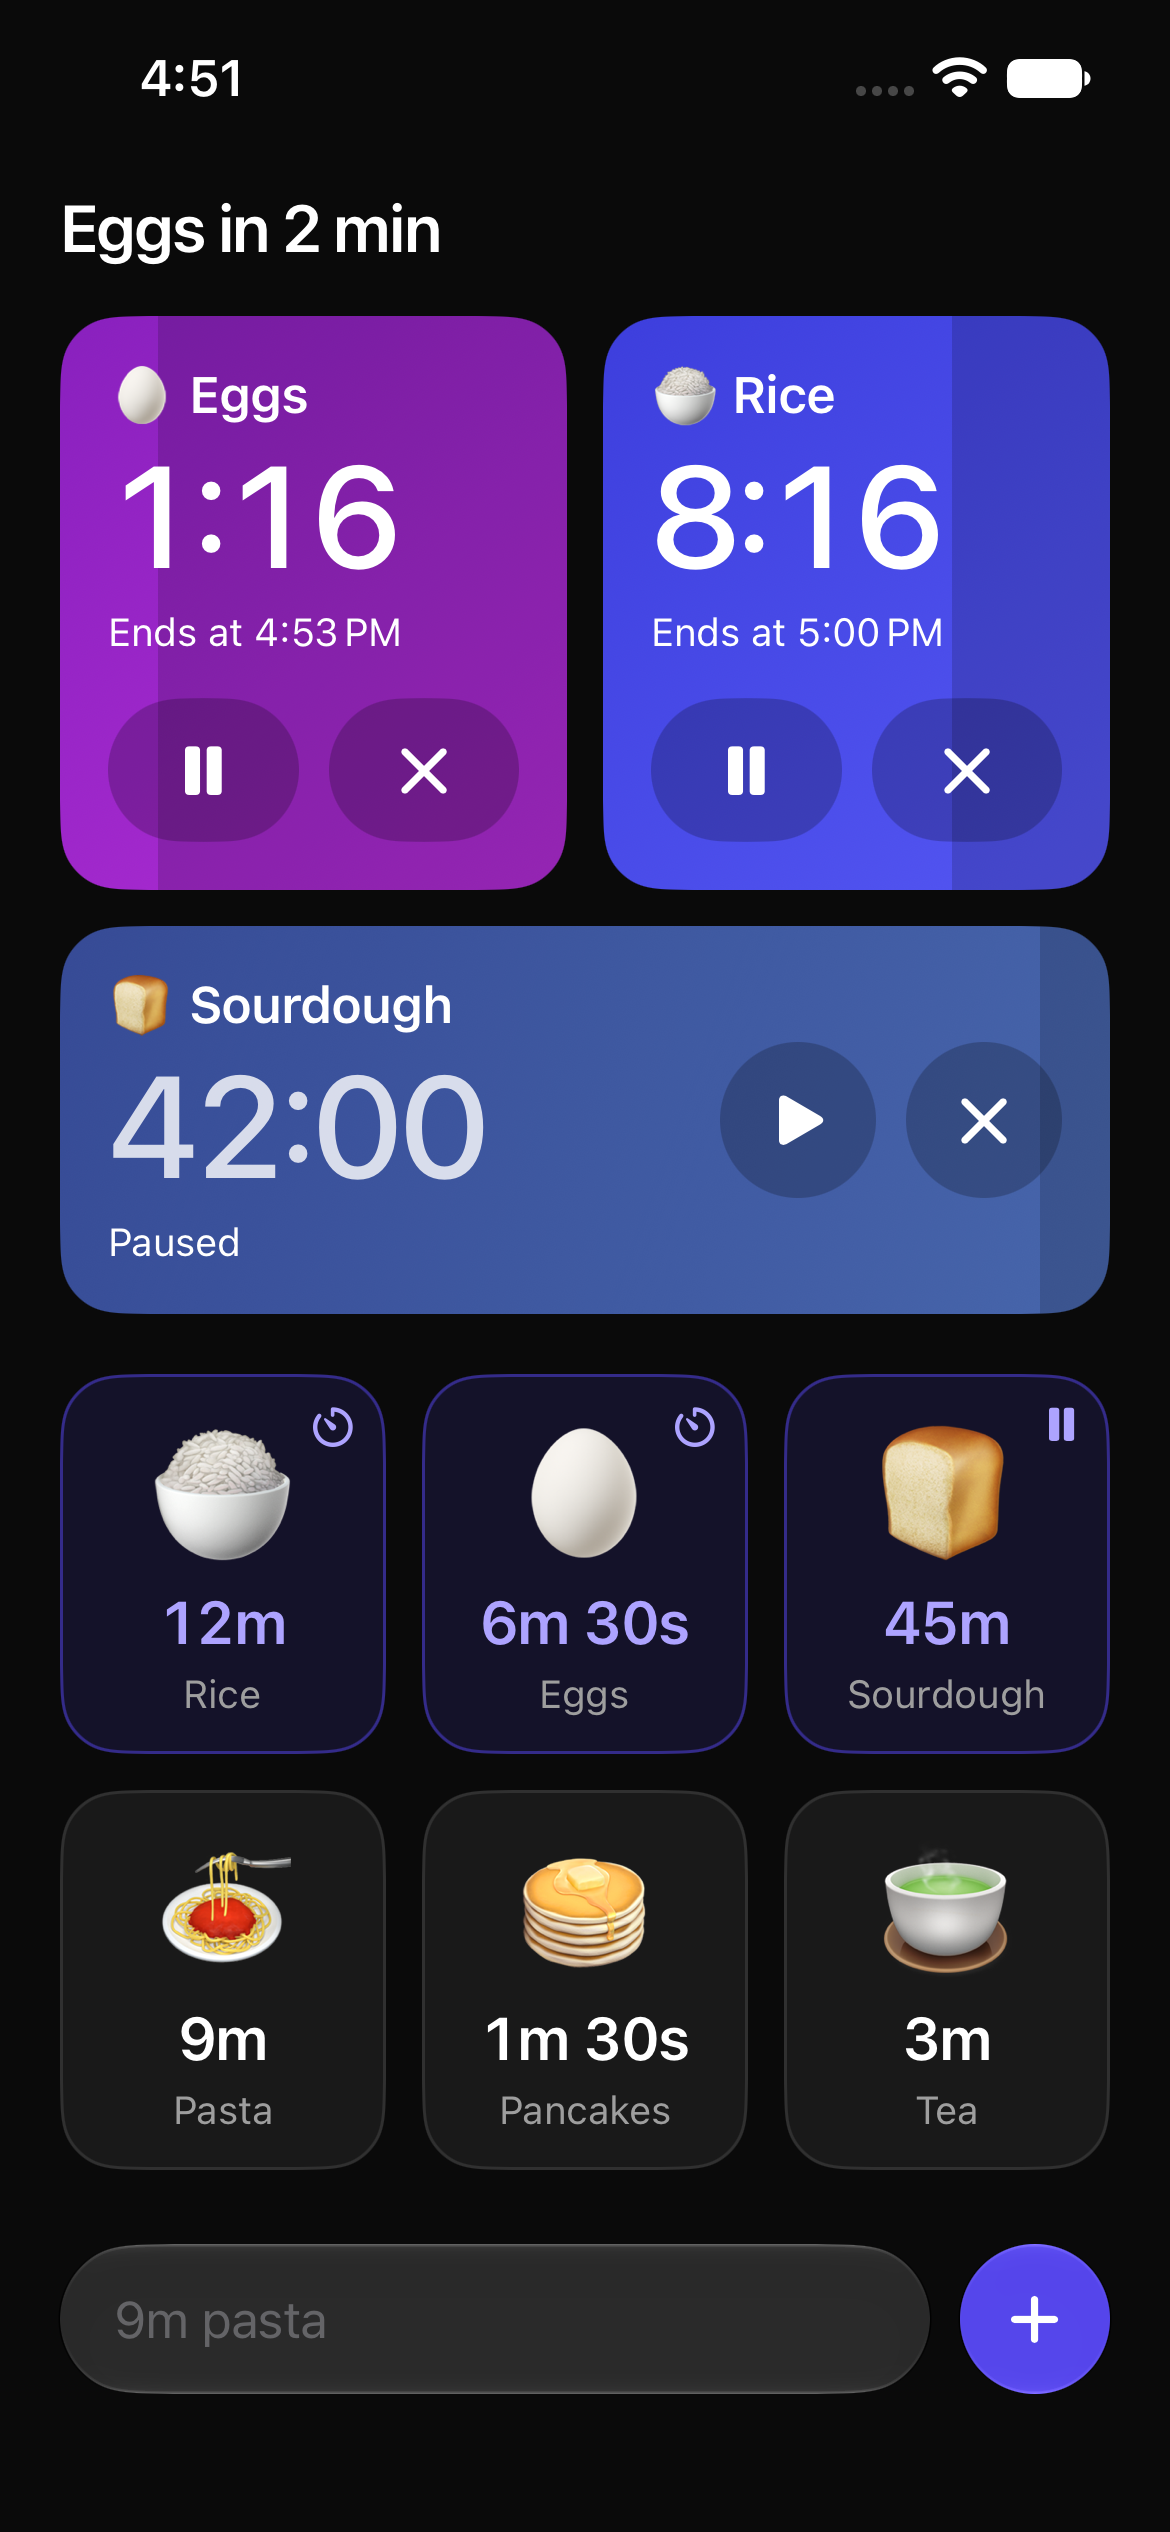 4:51
Eggs in 2 min
Eggs
1:16
Ends at 4:53 PM
Rice
8:16
Ends at 5:00 PM
Sourdough
42:00
Paused
12m
Rice
6m 30s
Eggs
45m
Sourdough
9m
Pasta
1m 30s
Pancakes
3m
Tea
9m pasta